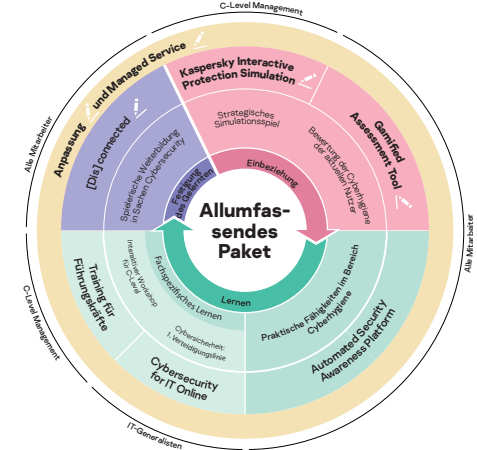 C-Level Management
Anpassung und Managed Service
Kaspersky Interactive
Protection Simulation
Strategisches
Simulationsspiel
Gamified
Assessment Tool
Bewertung der Cyberhygiene
der aktuellen Nutzer
Alle Mitarbeiter
[Dis]connected
Spielerische Weiterbildung
in Sachen Cybersecurity
Festigung
des Gelernten
Einbeziehung
Allumfas-
sendes
Paket
Alle Mitarbeiter
Lernen
Fachspezifisches Lernen
Interaktiver Workshop
für C-Level
Training für
Führungskräfte
C-Level Management
Cybersicherheit:
1. Verteidigungslinie
Cybersecurity
for IT Online
IT-Generalisten
Praktische Fähigkeiten im Bereich
Cyberhygiene
Automated Security
Awareness Platform